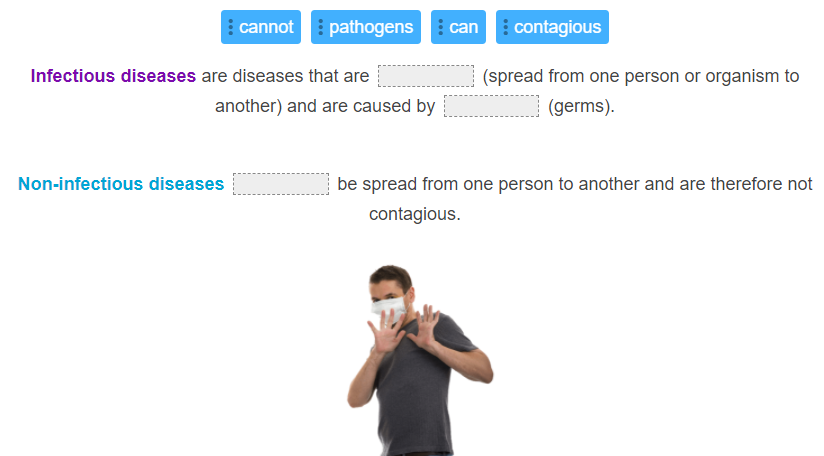 cannot pathogens can contagious
Infectious diseases are diseases that are (spread from one person or organism to
another) and are caused by (germs).
Non-infectious diseases be spread from one person to another and are therefore not
contagious.